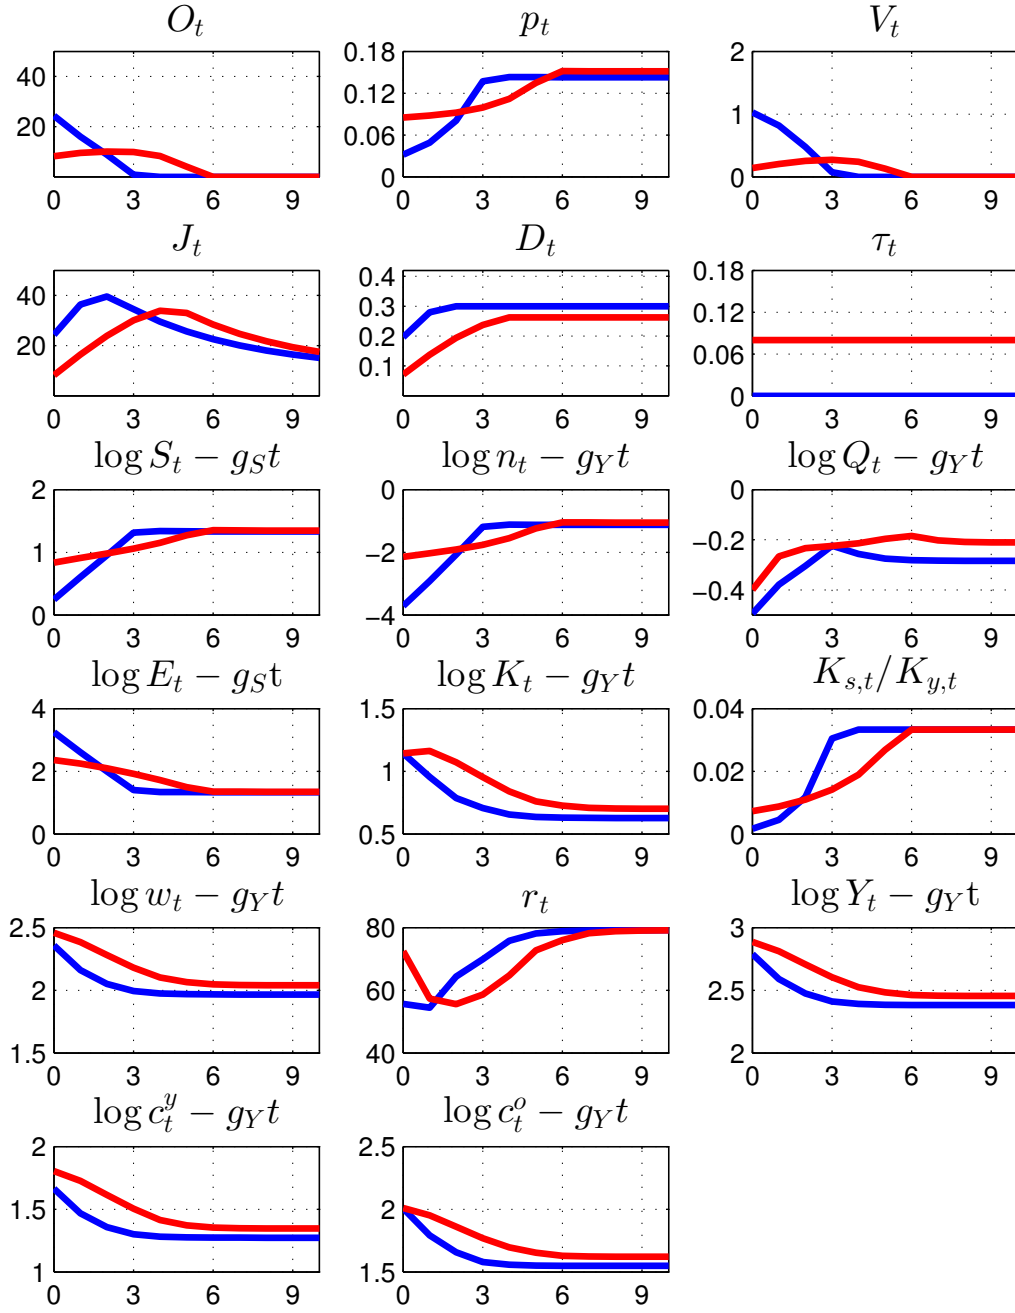 O_t p_t V_t
40 0.18 2
20 0.12 1
0.06 0
0
0 3 6 9 0 3 6 9 0 3 6 9
J_t D_t τ_t
40 0.4 0.18
20 0.3 0.12
0.2 0.06
0.1 0
0 3 6 9 0 3 6 9 0 3 6 9
log S_t − g_S t log n_t − g_Y t log Q_t − g_Y t
2 0 0
1 −2 −0.2
0 −4 −0.4
0 3 6 9 0 3 6 9 0 3 6 9
log E_t − g_S t log K_t − g_Y t K_{s,t}/K_{y,t}
4 1.5 0.04
2 1 0.02
0 0.5 0
0 3 6 9 0 3 6 9 0 3 6 9
log w_t − g_Y t r_t log Y_t − g_Y t
2.5 80 3
2 60 2.5
1.5 40 2
0 3 6 9 0 3 6 9 0 3 6 9
log c_t^y − g_Y t log c_t^o − g_Y t
2 2.5
1.5 2
1 1.5
0 3 6 9 0 3 6 9